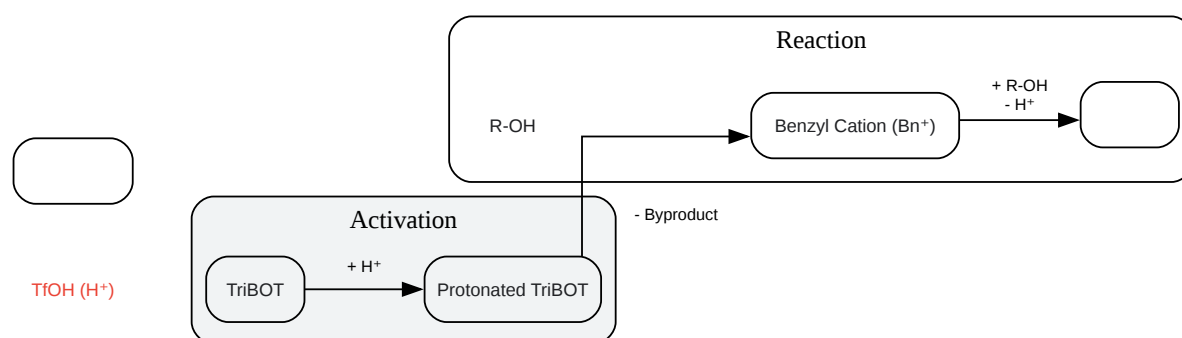 Reaction
+ R-OH
- H⁺
R-OH
Benzyl Cation (Bn⁺)
Activation
- Byproduct
+ H⁺
TfOH (H⁺)
TriBOT
Protonated TriBOT